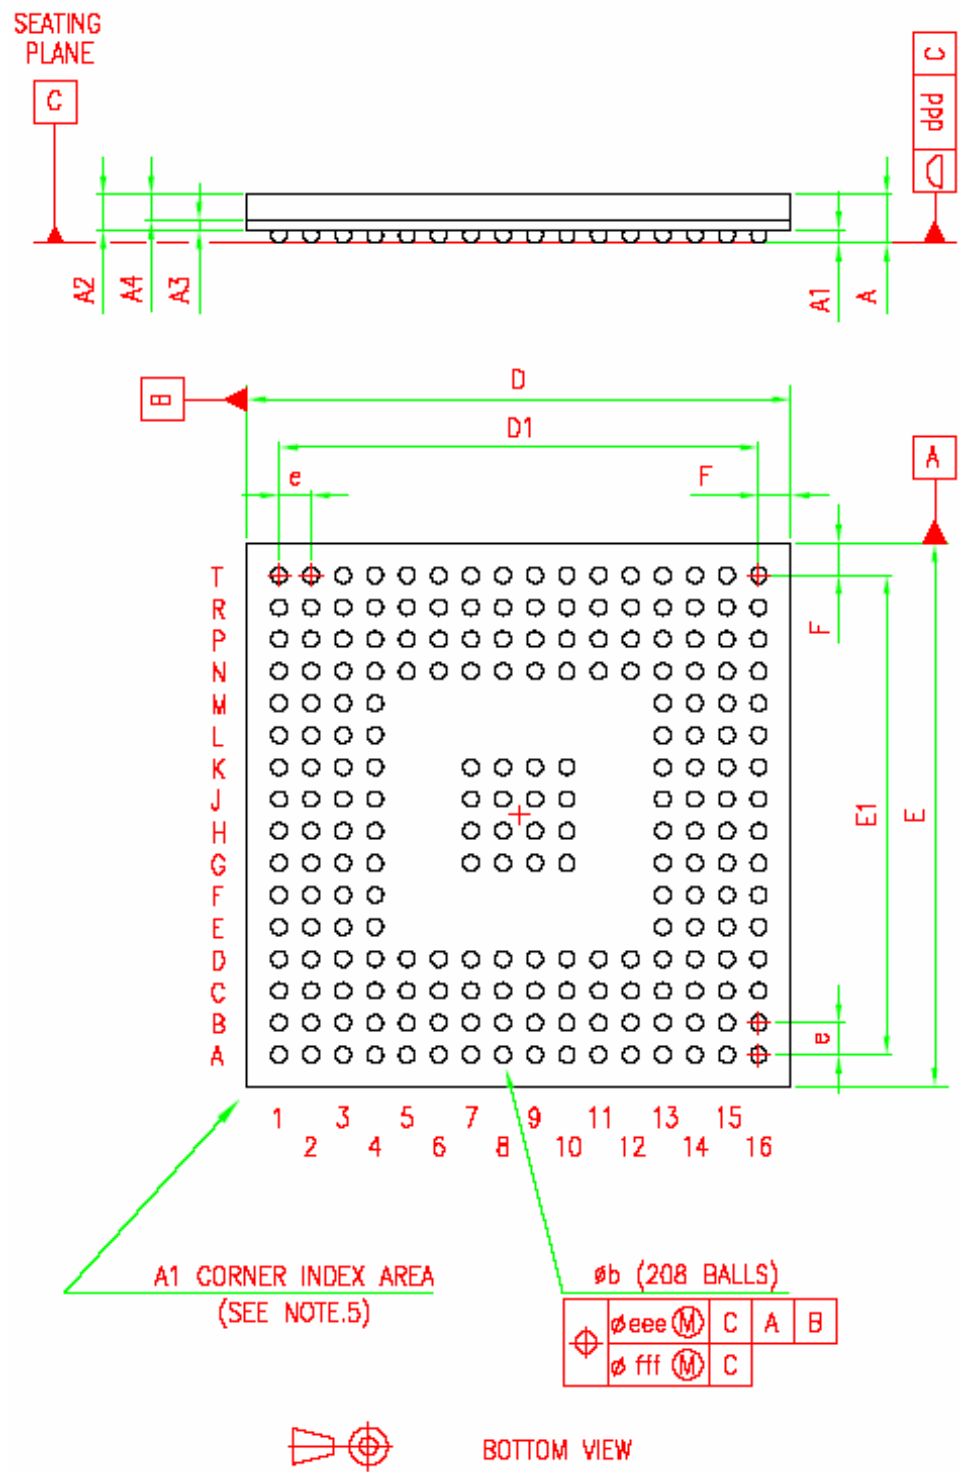 SEATING
PLANE
C
C
ddd
A2
A4
A3
A1
A
B
D
D1
A
e
F
T
R
P
N
M
L
K
J
H
G
F
E
D
C
B
A
F
E1
E
e
1 3 5 7 9 11 13 15
2 4 6 8 10 12 14 16
A1 CORNER INDEX AREA
(SEE NOTE.5)
øb (208 BALLS)
ø eee Ⓜ C A B
ø fff Ⓜ C
BOTTOM VIEW